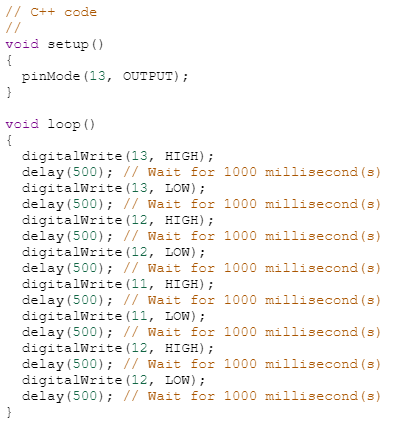 // C++ code
//
void setup()
{
  pinMode(13, OUTPUT);
}

void loop()
{
  digitalWrite(13, HIGH);
  delay(500); // Wait for 1000 millisecond(s)
  digitalWrite(13, LOW);
  delay(500); // Wait for 1000 millisecond(s)
  digitalWrite(12, HIGH);
  delay(500); // Wait for 1000 millisecond(s)
  digitalWrite(12, LOW);
  delay(500); // Wait for 1000 millisecond(s)
  digitalWrite(11, HIGH);
  delay(500); // Wait for 1000 millisecond(s)
  digitalWrite(11, LOW);
  delay(500); // Wait for 1000 millisecond(s)
  digitalWrite(12, HIGH);
  delay(500); // Wait for 1000 millisecond(s)
  digitalWrite(12, LOW);
  delay(500); // Wait for 1000 millisecond(s)
}